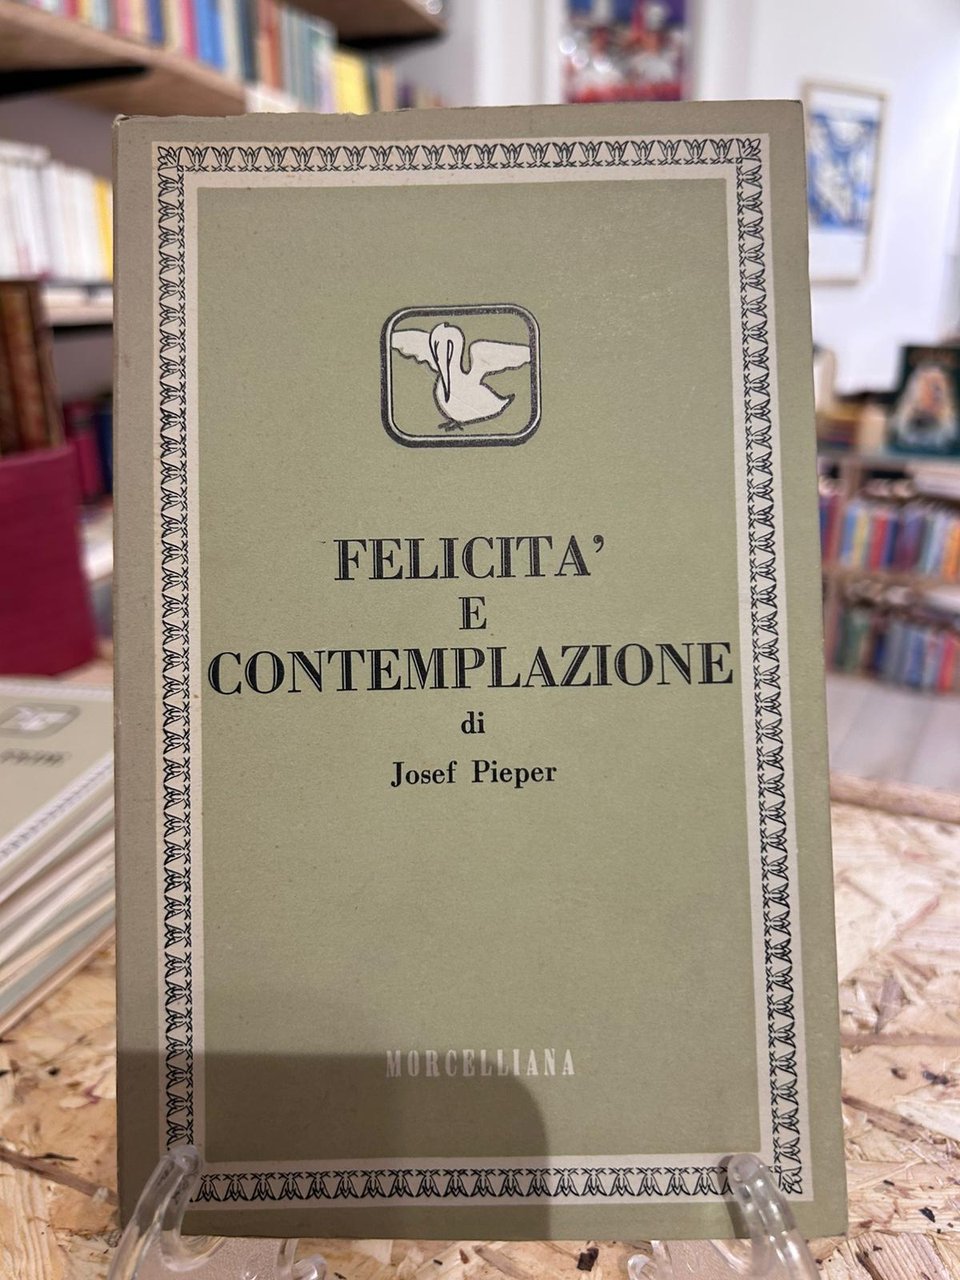 FELICITA'
E
CONTEMPLAZIONE
di
Josef Pieper
MORCELLIANA